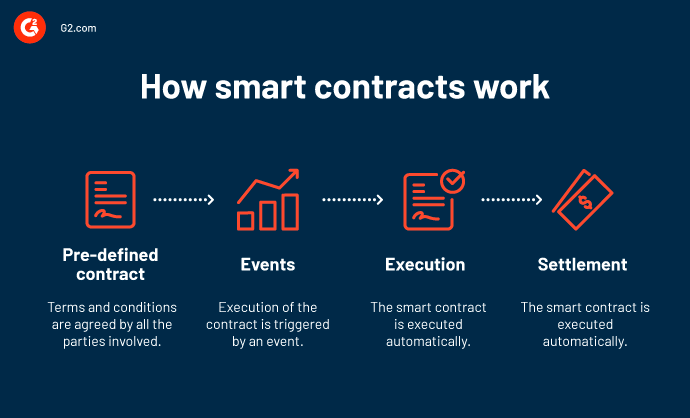 G2
G2.com
How smart contracts work
Pre-defined
contract
Events
Execution
Settlement
Terms and conditions
are agreed by all the
parties involved.
Execution of the
contract is triggered
by an event.
The smart contract
is executed
automatically.
The smart contract is
executed
automatically.
$